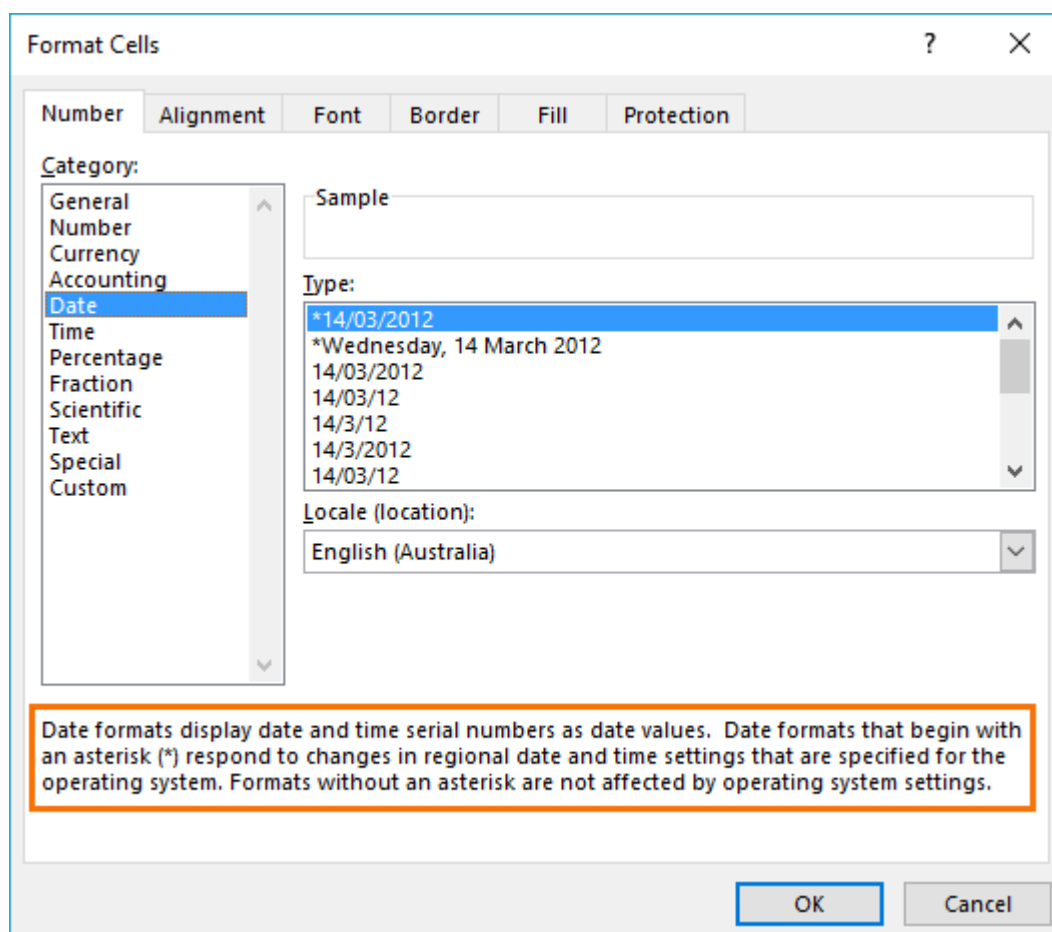 Format Cells ?
Number Alignment Font Border Fill Protection
Category:
General
Number
Currency
Accounting
Date
Time
Percentage
Fraction
Scientific
Text
Special
Custom
Sample
Type:
*14/03/2012
*Wednesday, 14 March 2012
14/03/2012
14/03/12
14/3/12
14/3/2012
14/03/12
Locale (location):
English (Australia)
Date formats display date and time serial numbers as date values.  Date formats that begin with
an asterisk (*) respond to changes in regional date and time settings that are specified for the
operating system. Formats without an asterisk are not affected by operating system settings.
OK Cancel